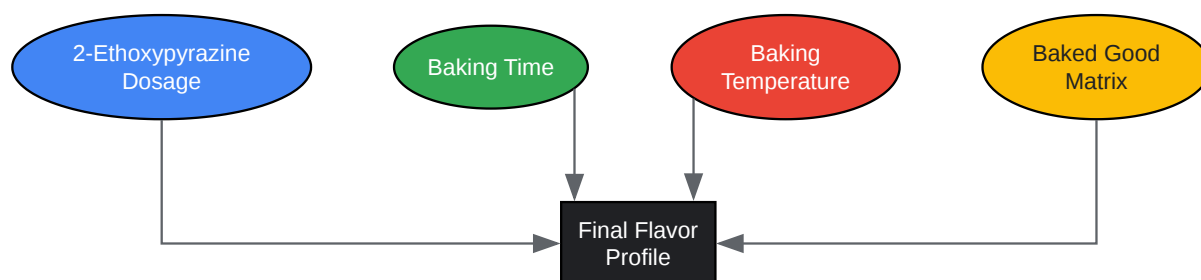 2-Ethoxypyrazine
Dosage
Baking Time
Baking
Temperature
Baked Good
Matrix
Final Flavor
Profile